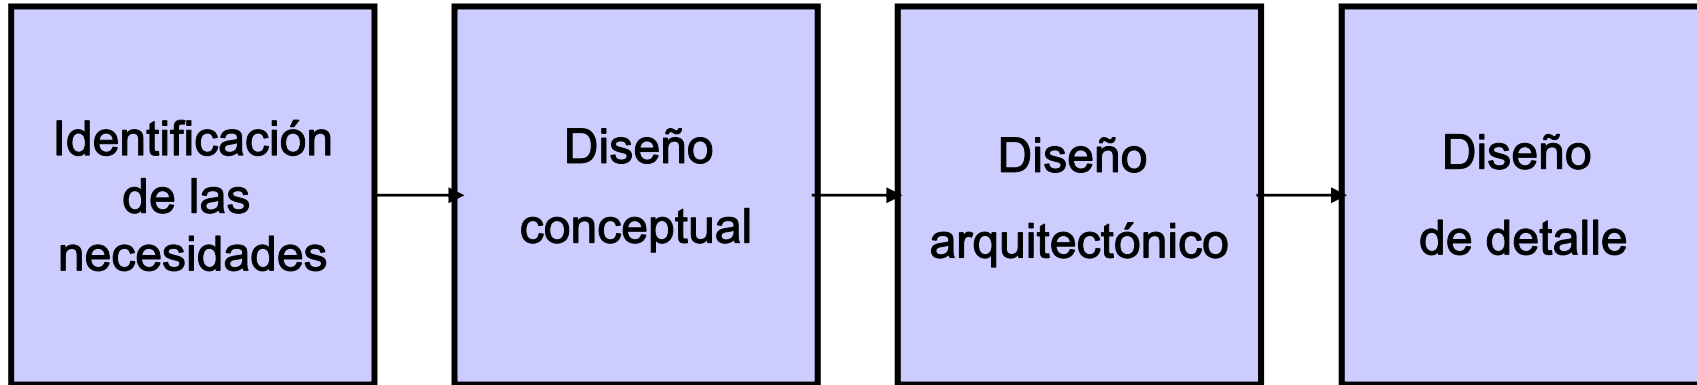 Identificación
de las
necesidades
Diseño
conceptual
Diseño
arquitectónico
Diseño
de detalle